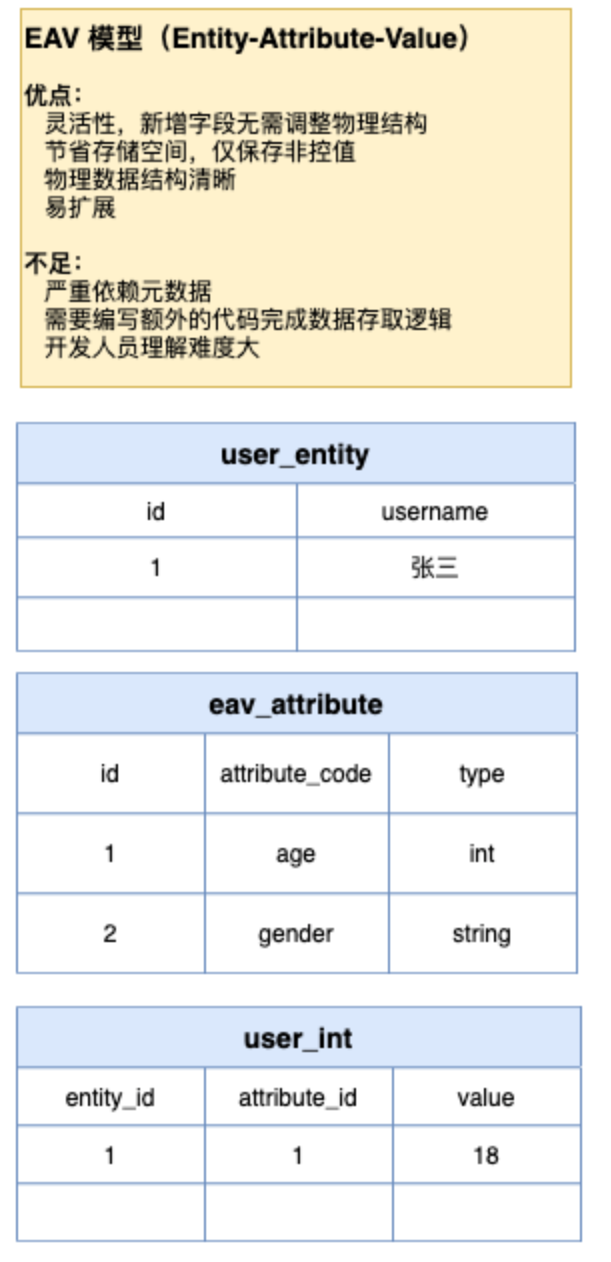 EAV 模型（Entity-Attribute-Value）
优点：
灵活性，新增字段无需调整物理结构
节省存储空间，仅保存非控值
物理数据结构清晰
易扩展
不足：
严重依赖元数据
需要编写额外的代码完成数据存取逻辑
开发人员理解难度大
user_entity
id username
1 张三
eav_attribute
id attribute_code type
1 age int
2 gender string
user_int
entity_id attribute_id value
1 1 18